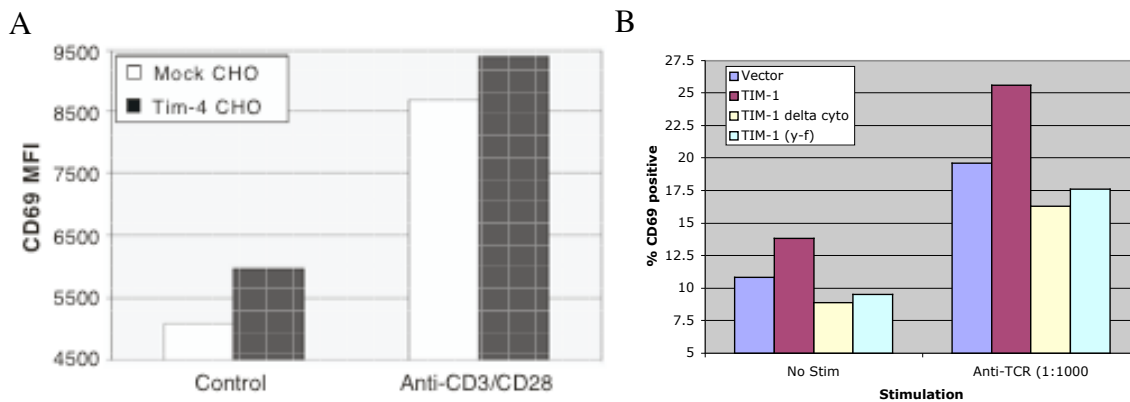 A
CD69 MFI
9500
8500
7500
6500
5500
4500
Mock CHO
Tim-4 CHO
Control
Anti-CD3/CD28
B
% CD69 positive
27.5
25
22.5
20
17.5
15
12.5
10
7.5
5
Vector
TIM-1
TIM-1 delta cyto
TIM-1 (y-f)
No Stim
Anti-TCR (1:1000
Stimulation